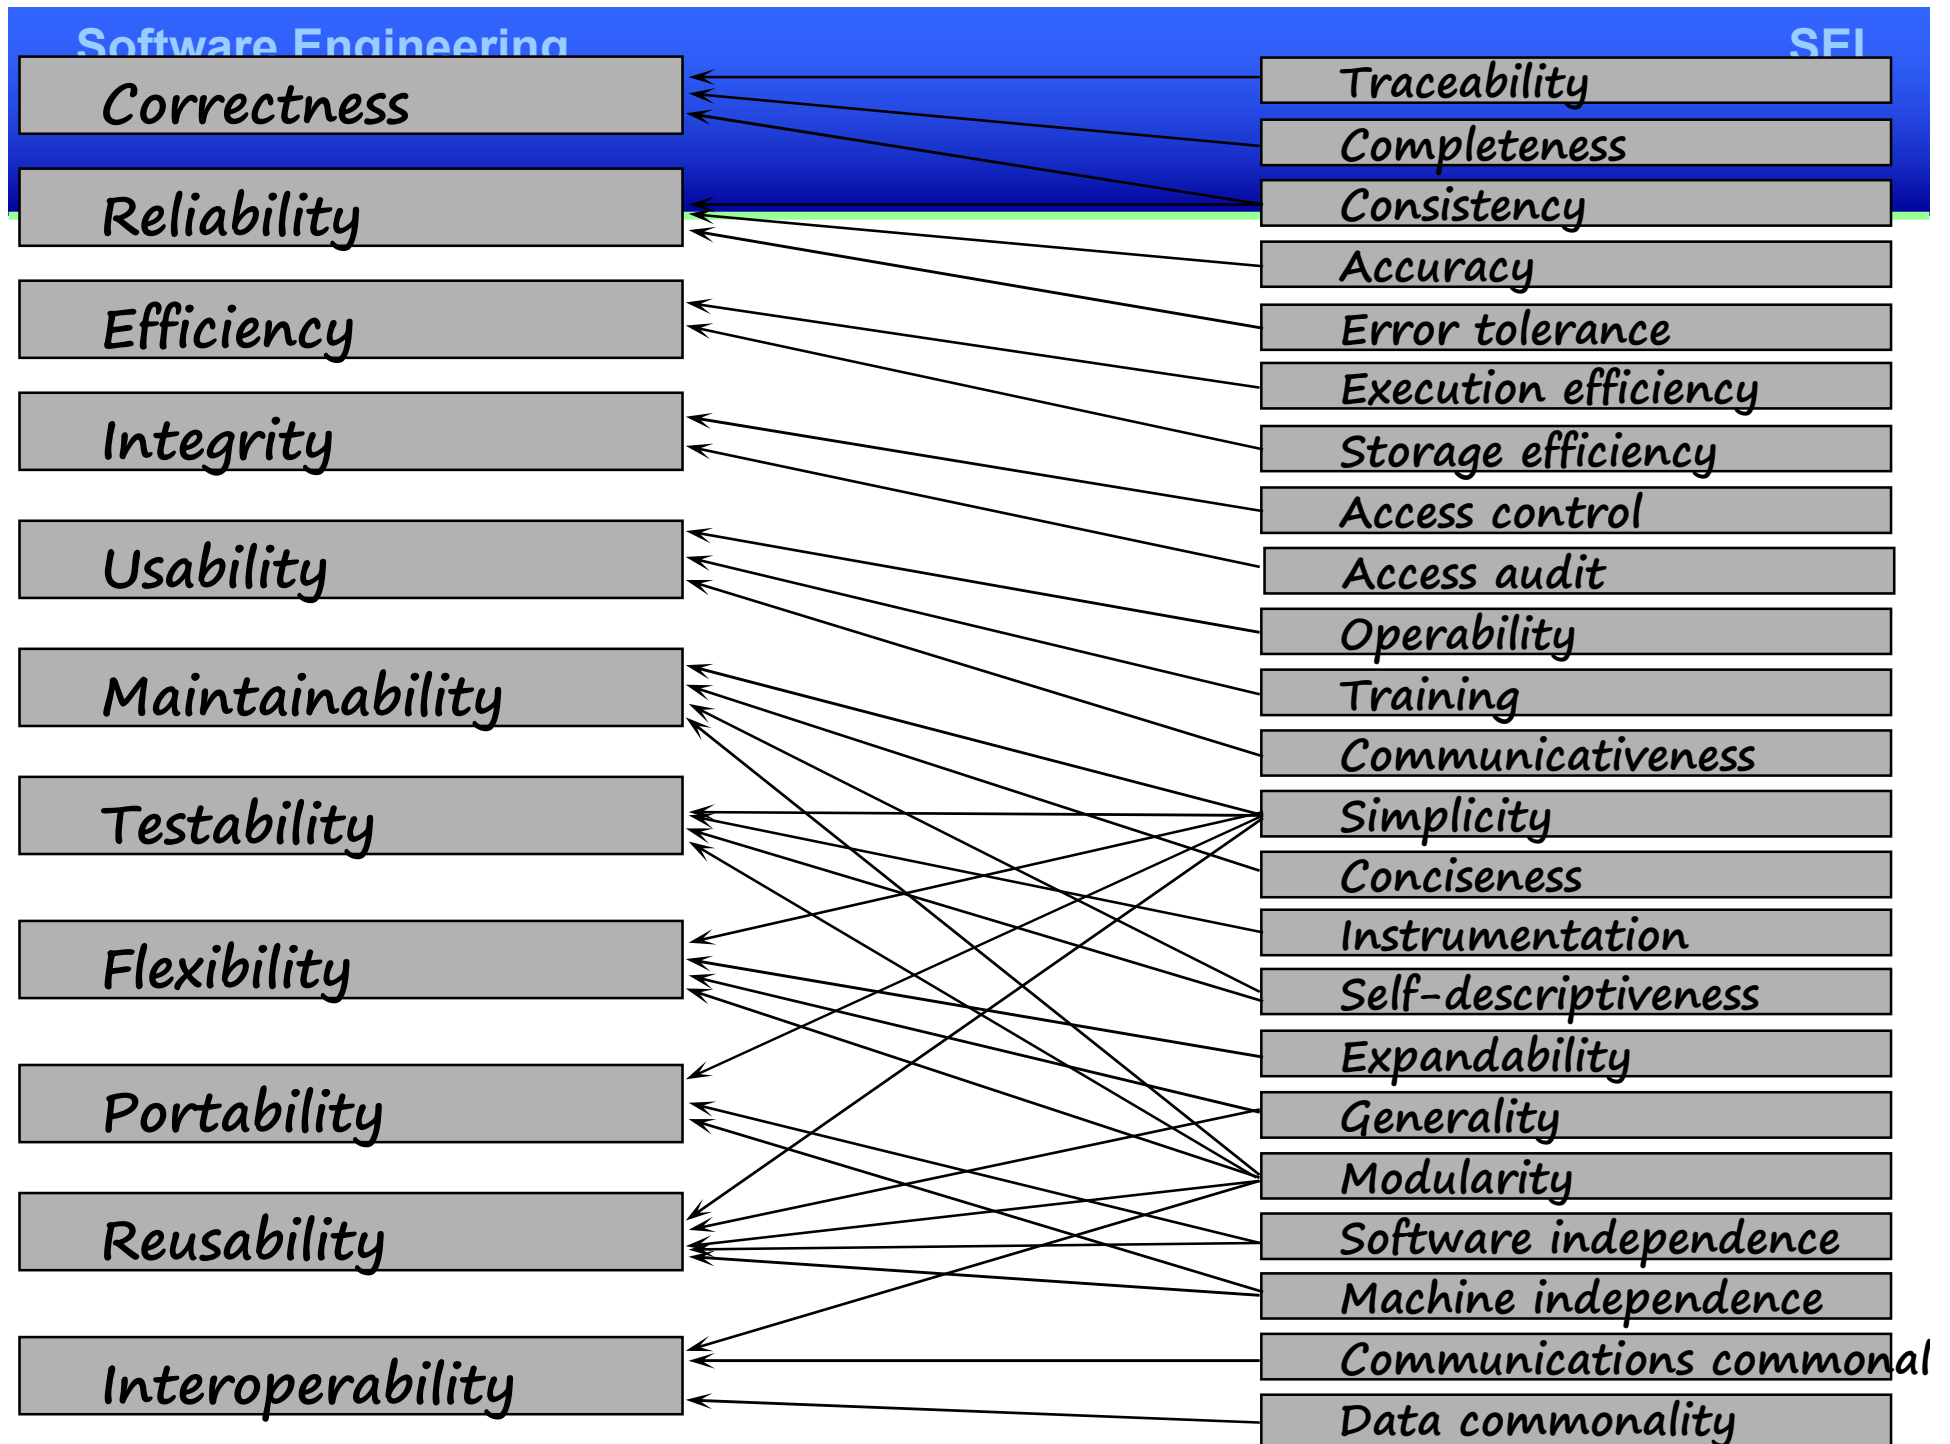 Software Engineering
SEI
Correctness
Reliability
Efficiency
Integrity
Usability
Maintainability
Testability
Flexibility
Portability
Reusability
Interoperability
Traceability
Completeness
Consistency
Accuracy
Error tolerance
Execution efficiency
Storage efficiency
Access control
Access audit
Operability
Training
Communicativeness
Simplicity
Conciseness
Instrumentation
Self-descriptiveness
Expandability
Generality
Modularity
Software independence
Machine independence
Communications commonal
Data commonality